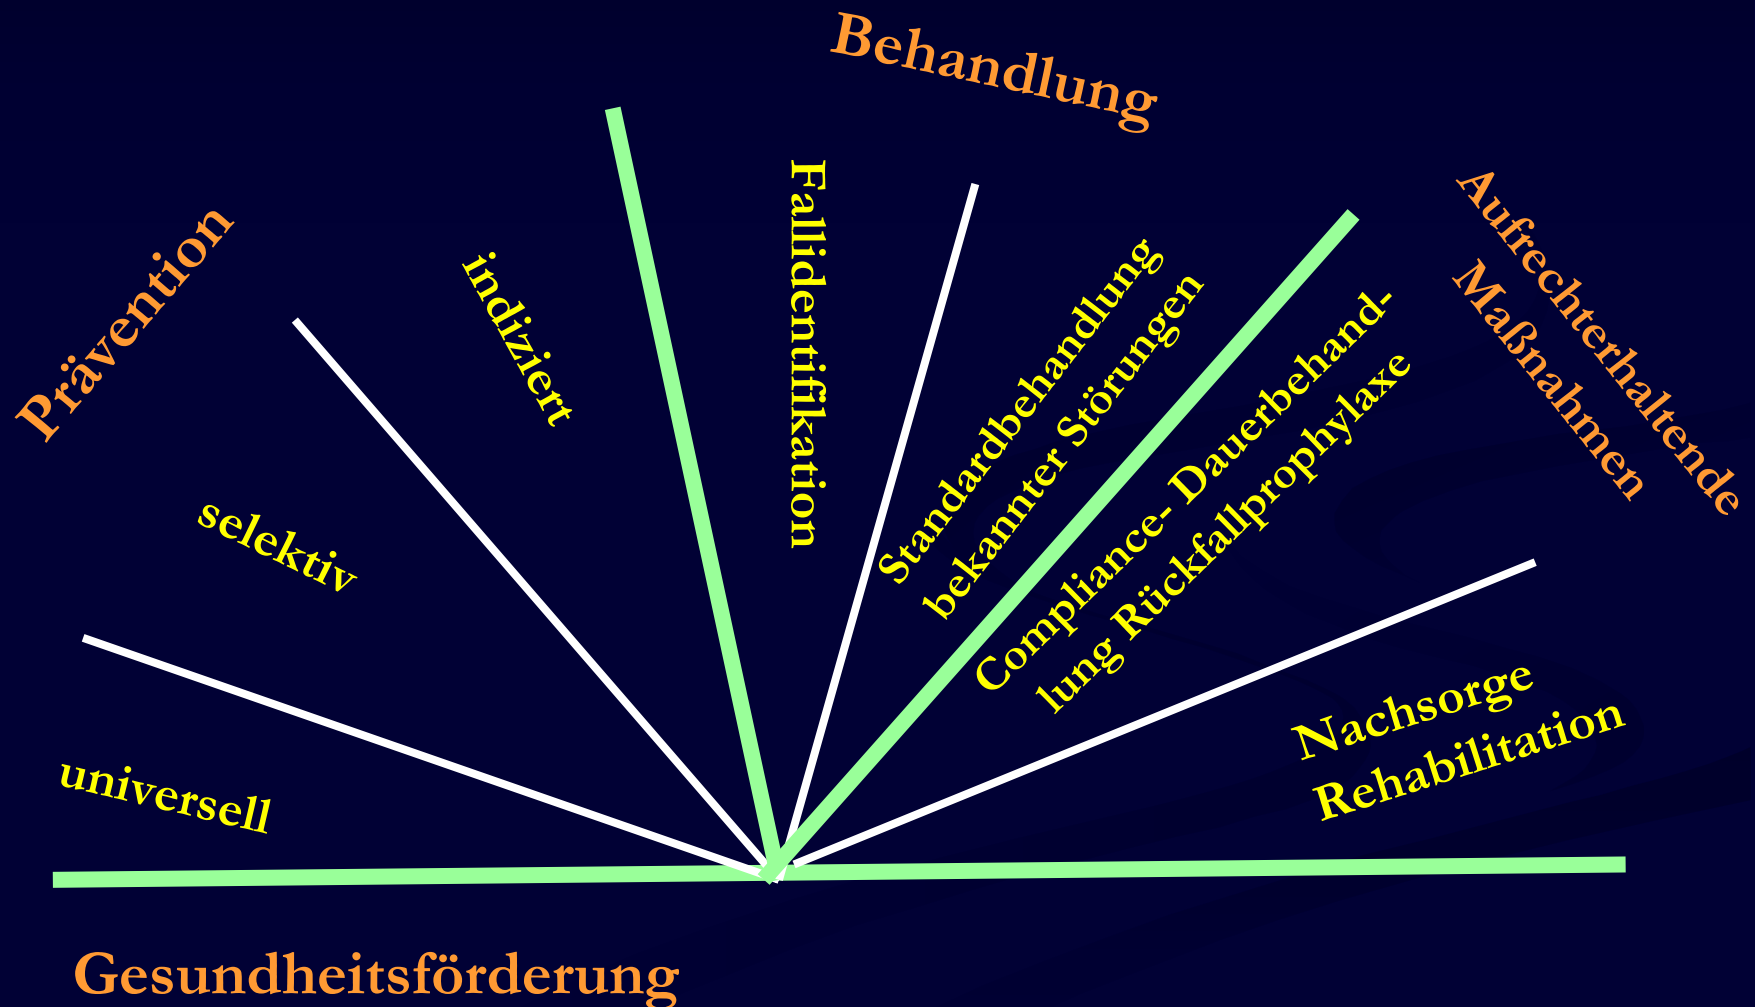 Prävention
universell
selektiv
indiziert
Behandlung
Fallidentifikation
Standardbehandlung
bekannter Störungen
Aufrechterhaltende
Maßnahmen
Compliance- Dauerbehand-
lung Rückfallprophylaxe
Nachsorge
Rehabilitation
Gesundheitsförderung